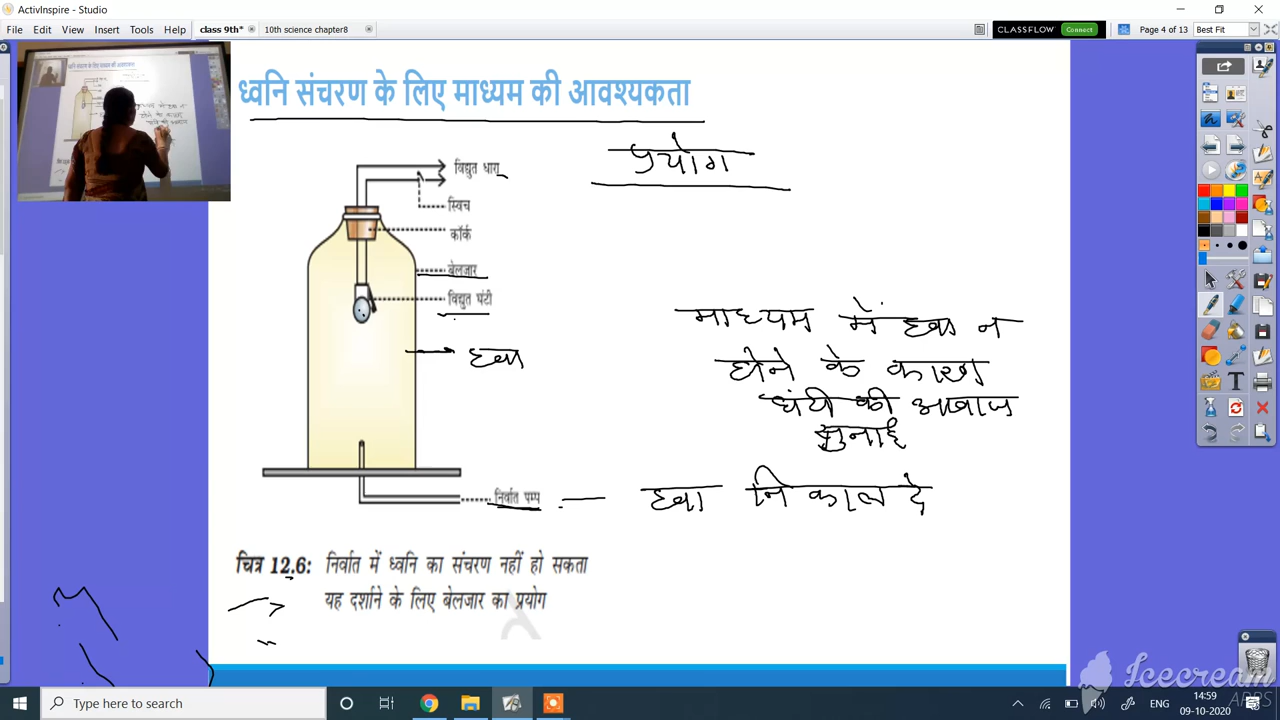 ActivInspire - Studio
File Edit View Insert Tools Help
class 9th* 10th science chapter8
CLASSFLOW Connect
Page 4 of 13 Best Fit
ध्वनि संचरण के लिए माध्यम की आवश्यकता
प्रयोग
विद्युत धारा
स्विच
कॉर्क
बेलजार
विद्युत घंटी
हवा
माध्यम में हवा न
होने के कारण
घंटी की आवाज
सुनाई
निर्वात पम्प — हवा निकाल दे
चित्र 12.6: निर्वात में ध्वनि का संचरण नहीं हो सकता
यह दर्शाने के लिए बेलजार का प्रयोग
Icecream
APPS
Type here to search
ENG
14:59
09-10-2020